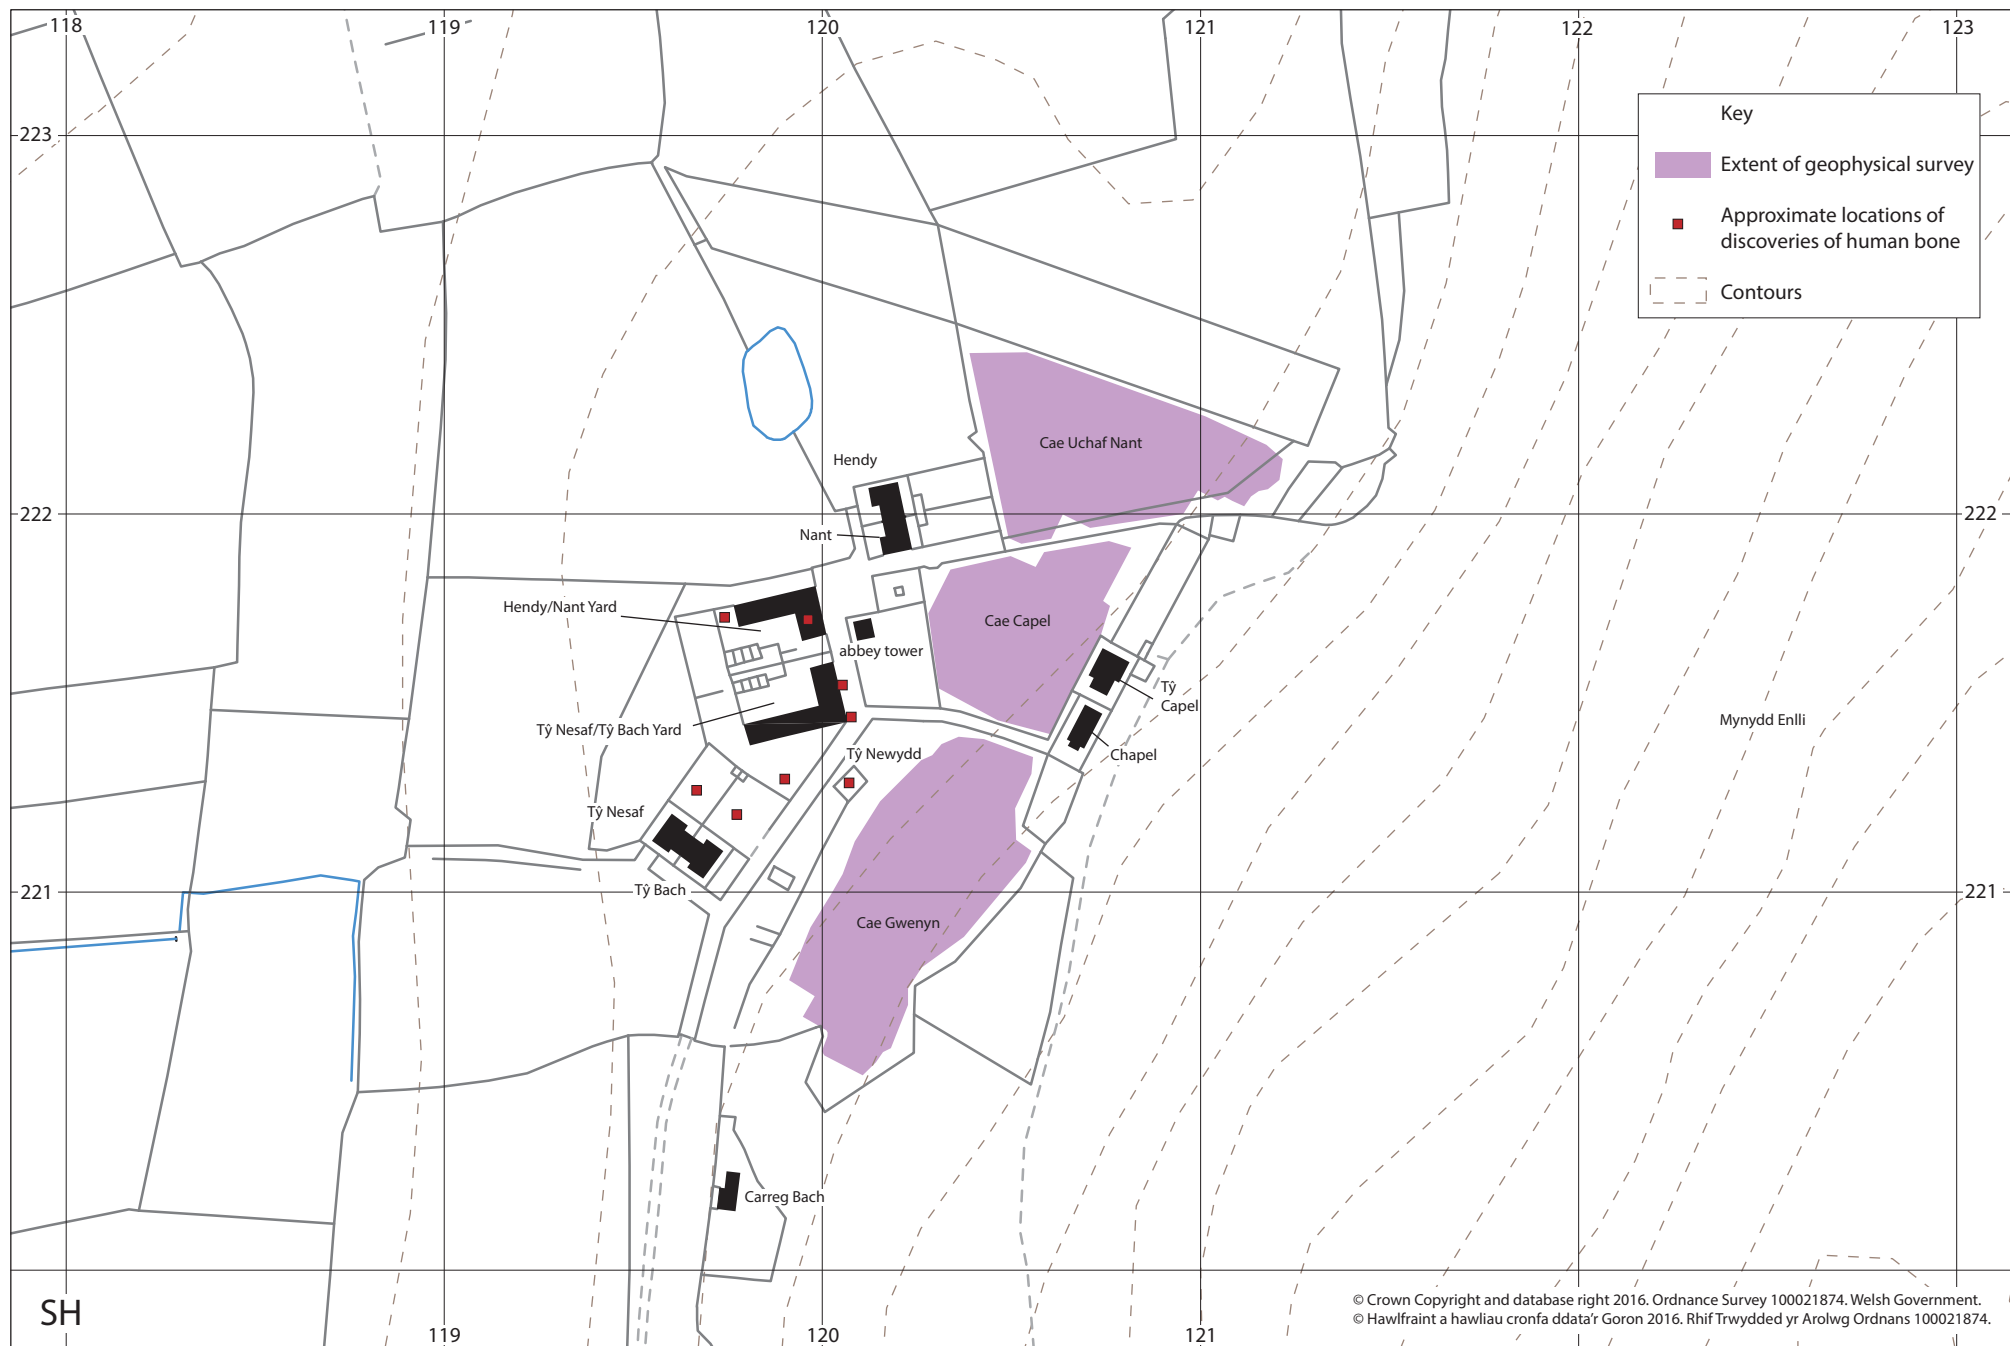 118
119
120
121
122
123
223
Key
Extent of geophysical survey
Approximate locations of
discoveries of human bone
Contours
Cae Uchaf Nant
Hendy
222
222
Nant
Hendy/Nant Yard
Cae Capel
abbey tower
Tŷ
Capel
Mynydd Enlli
Tŷ Nesaf/Tŷ Bach Yard
Tŷ Newydd
Chapel
Tŷ Nesaf
Tŷ Bach
221
221
Cae Gwenyn
Carreg Bach
SH
© Crown Copyright and database right 2016. Ordnance Survey 100021874. Welsh Government.
© Hawlfraint a hawliau cronfa ddata'r Goron 2016. Rhif Trwydded yr Arolwg Ordnans 100021874.
119
120
121